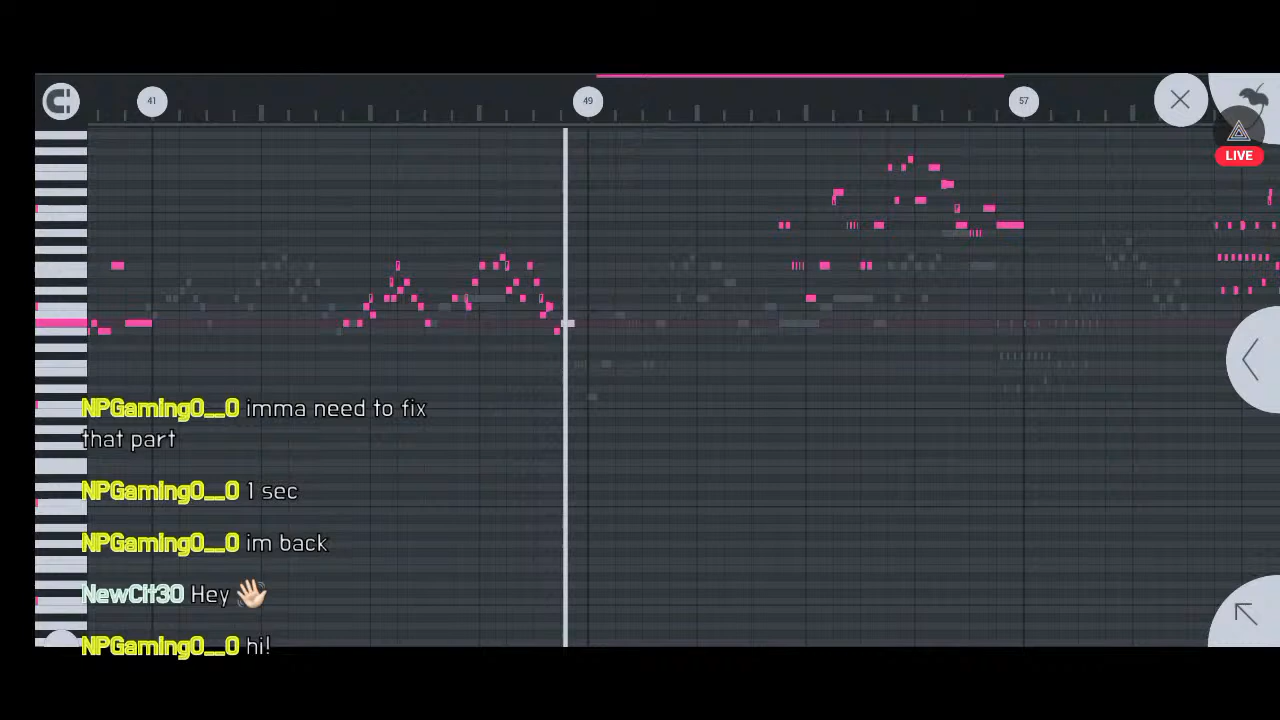 41
49
57
LIVE
NPGaming0__0 imma need to fix
that part
NPGaming0__0 1 sec
NPGaming0__0 im back
NewCit30 Hey 👋🏻
NPGaming0__0 hi!